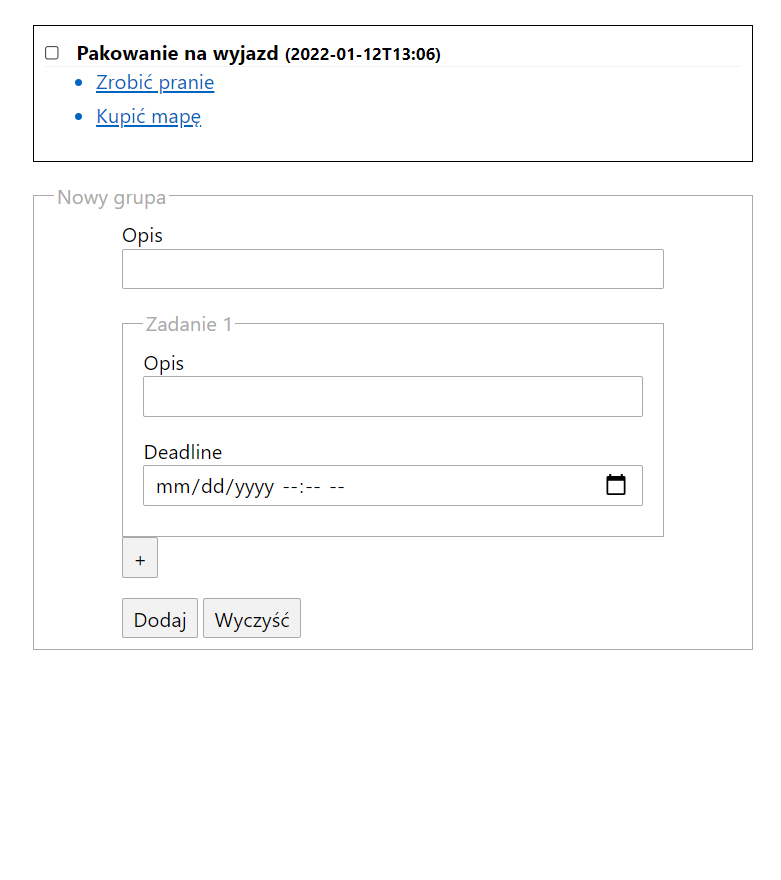 Pakowanie na wyjazd (2022-01-12T13:06)
Zrobić pranie
Kupić mapę
Nowy grupa
Opis
Zadanie 1
Opis
Deadline
mm/dd/yyyy --:-- --
+
Dodaj Wyczyść